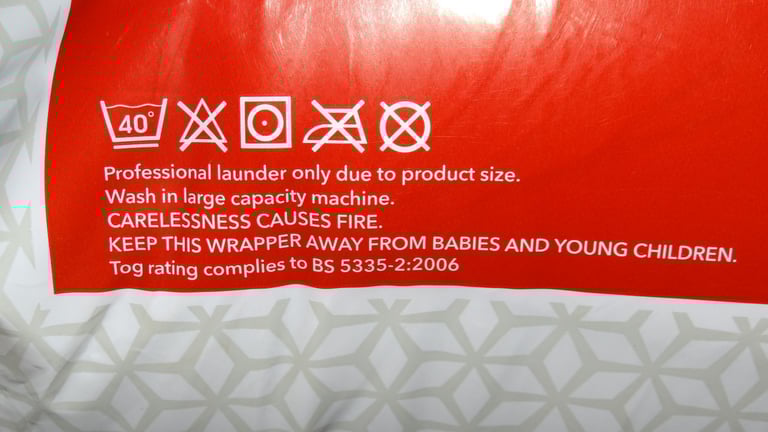 40°
Professional launder only due to product size.
Wash in large capacity machine.
CARELESSNESS CAUSES FIRE.
KEEP THIS WRAPPER AWAY FROM BABIES AND YOUNG CHILDREN.
Tog rating complies to BS 5335-2:2006